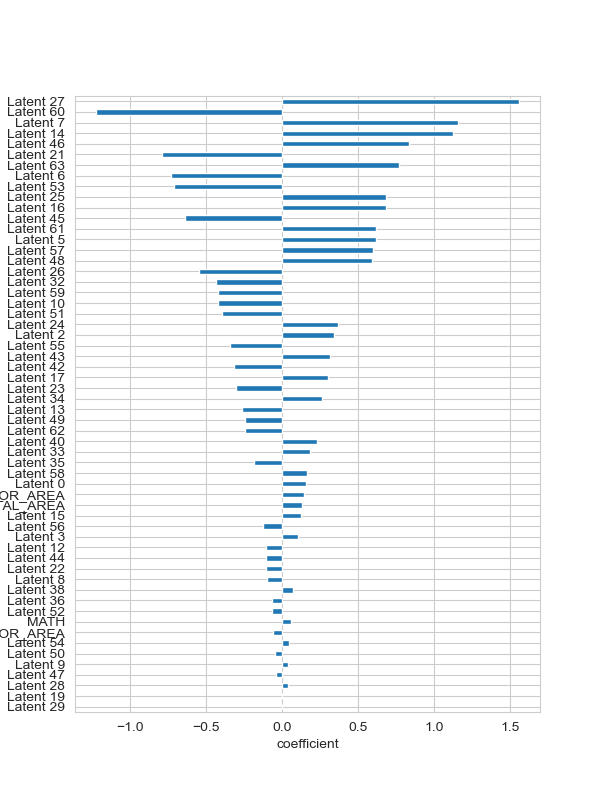 Latent 27
Latent 60
Latent 7
Latent 14
Latent 46
Latent 21
Latent 63
Latent 6
Latent 53
Latent 25
Latent 16
Latent 45
Latent 61
Latent 5
Latent 57
Latent 48
Latent 26
Latent 32
Latent 59
Latent 10
Latent 51
Latent 24
Latent 2
Latent 55
Latent 43
Latent 42
Latent 17
Latent 23
Latent 34
Latent 13
Latent 49
Latent 62
Latent 40
Latent 33
Latent 35
Latent 58
Latent 0
OR_AREA
TAL_AREA
Latent 15
Latent 56
Latent 3
Latent 12
Latent 44
Latent 22
Latent 8
Latent 38
Latent 36
Latent 52
MATH
OR_AREA
Latent 54
Latent 50
Latent 9
Latent 47
Latent 28
Latent 19
Latent 29
−1.0 −0.5 0.0 0.5 1.0 1.5
coefficient